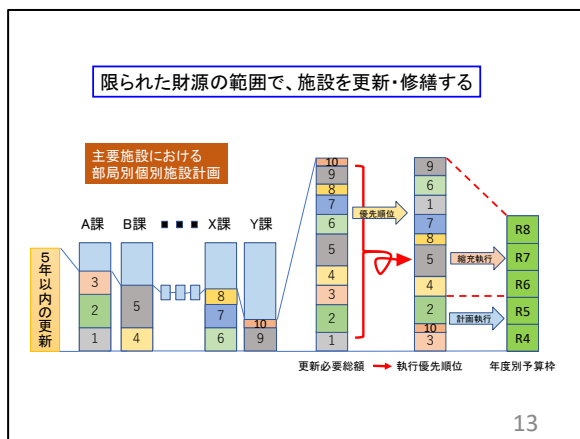 限られた財源の範囲で、施設を更新・修繕する
主要施設における
部局別個別施設計画
A課
B課
■ ■ ■
X課
Y課
5年以内の更新
3
2
1
5
4
8
7
6
10
9
10
9
8
7
6
5
4
3
2
1
優先順位
9
6
1
7
8
5
4
2
10
3
縮充執行
計画執行
R8
R7
R6
R5
R4
更新必要総額
執行優先順位
年度別予算枠
13